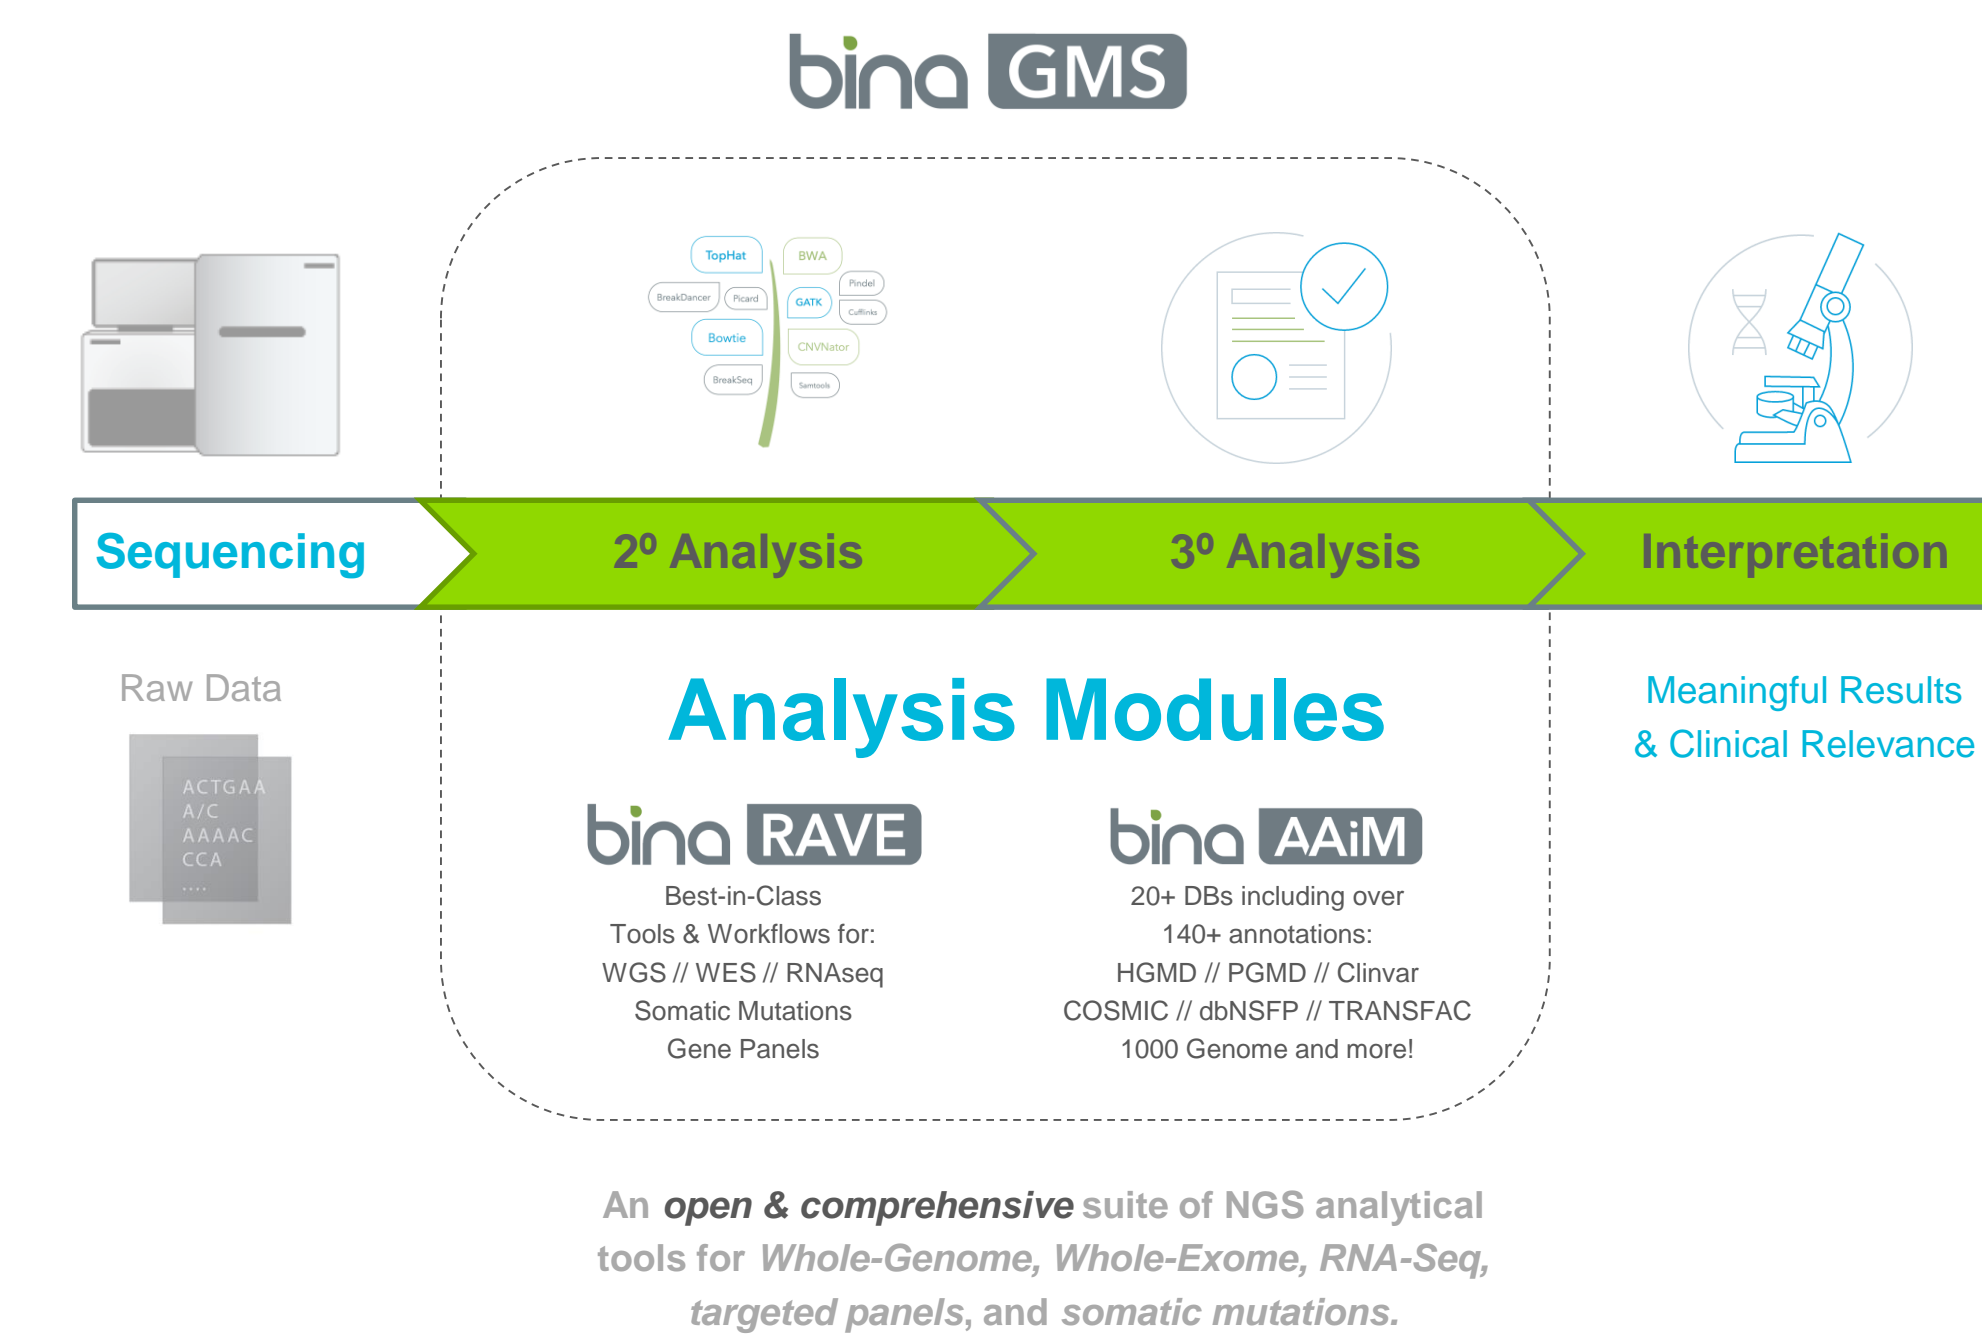 bina GMS
TopHat
BWA
BreakDancer
Picard
GATK
Pindel
Cufflinks
Bowtie
CNVNator
BreakSeq
Samtools
Sequencing
2º Analysis
3º Analysis
Interpretation
Raw Data
ACTGAA
A/C
AAAAC
CCA
....
Analysis Modules
bina RAVE
Best-in-Class
Tools & Workflows for:
WGS // WES // RNAseq
Somatic Mutations
Gene Panels
bina AAiM
20+ DBs including over
140+ annotations:
HGMD // PGMD // Clinvar
COSMIC // dbNSFP // TRANSFAC
1000 Genome and more!
Meaningful Results
& Clinical Relevance
An open & comprehensive suite of NGS analytical
tools for Whole-Genome, Whole-Exome, RNA-Seq,
targeted panels, and somatic mutations.